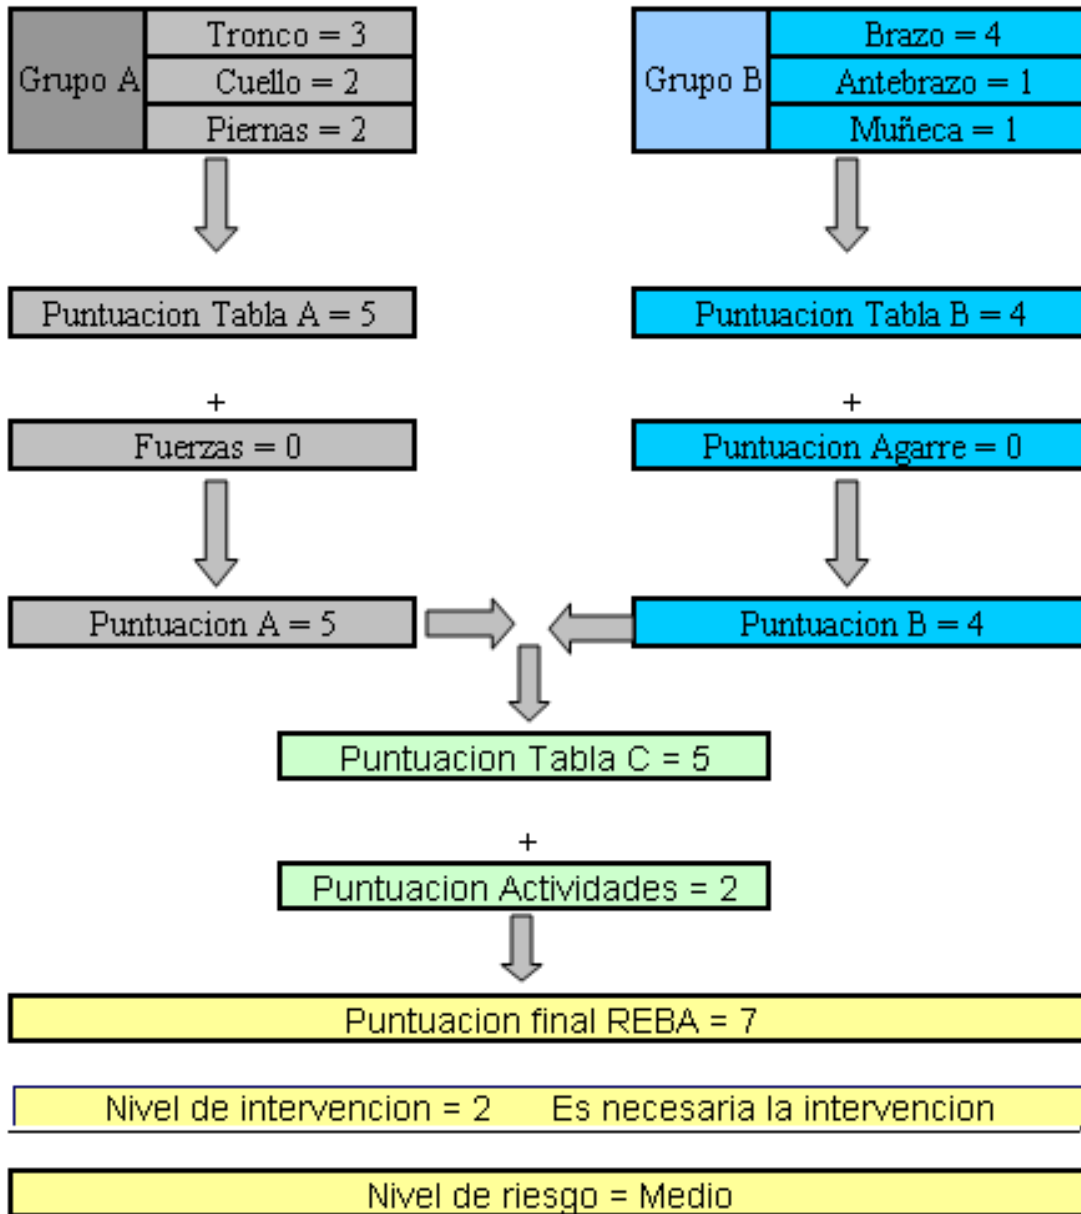 Grupo A
Tronco = 3
Cuello = 2
Piernas = 2
Grupo B
Brazo = 4
Antebrazo = 1
Muñeca = 1
Puntuacion Tabla A = 5
Puntuacion Tabla B = 4
+
+
Fuerzas = 0
Puntuacion Agarre = 0
Puntuacion A = 5
Puntuacion B = 4
Puntuacion Tabla C = 5
+
Puntuacion Actividades = 2
Puntuacion final REBA = 7
Nivel de intervencion = 2 Es necesaria la intervencion
Nivel de riesgo = Medio